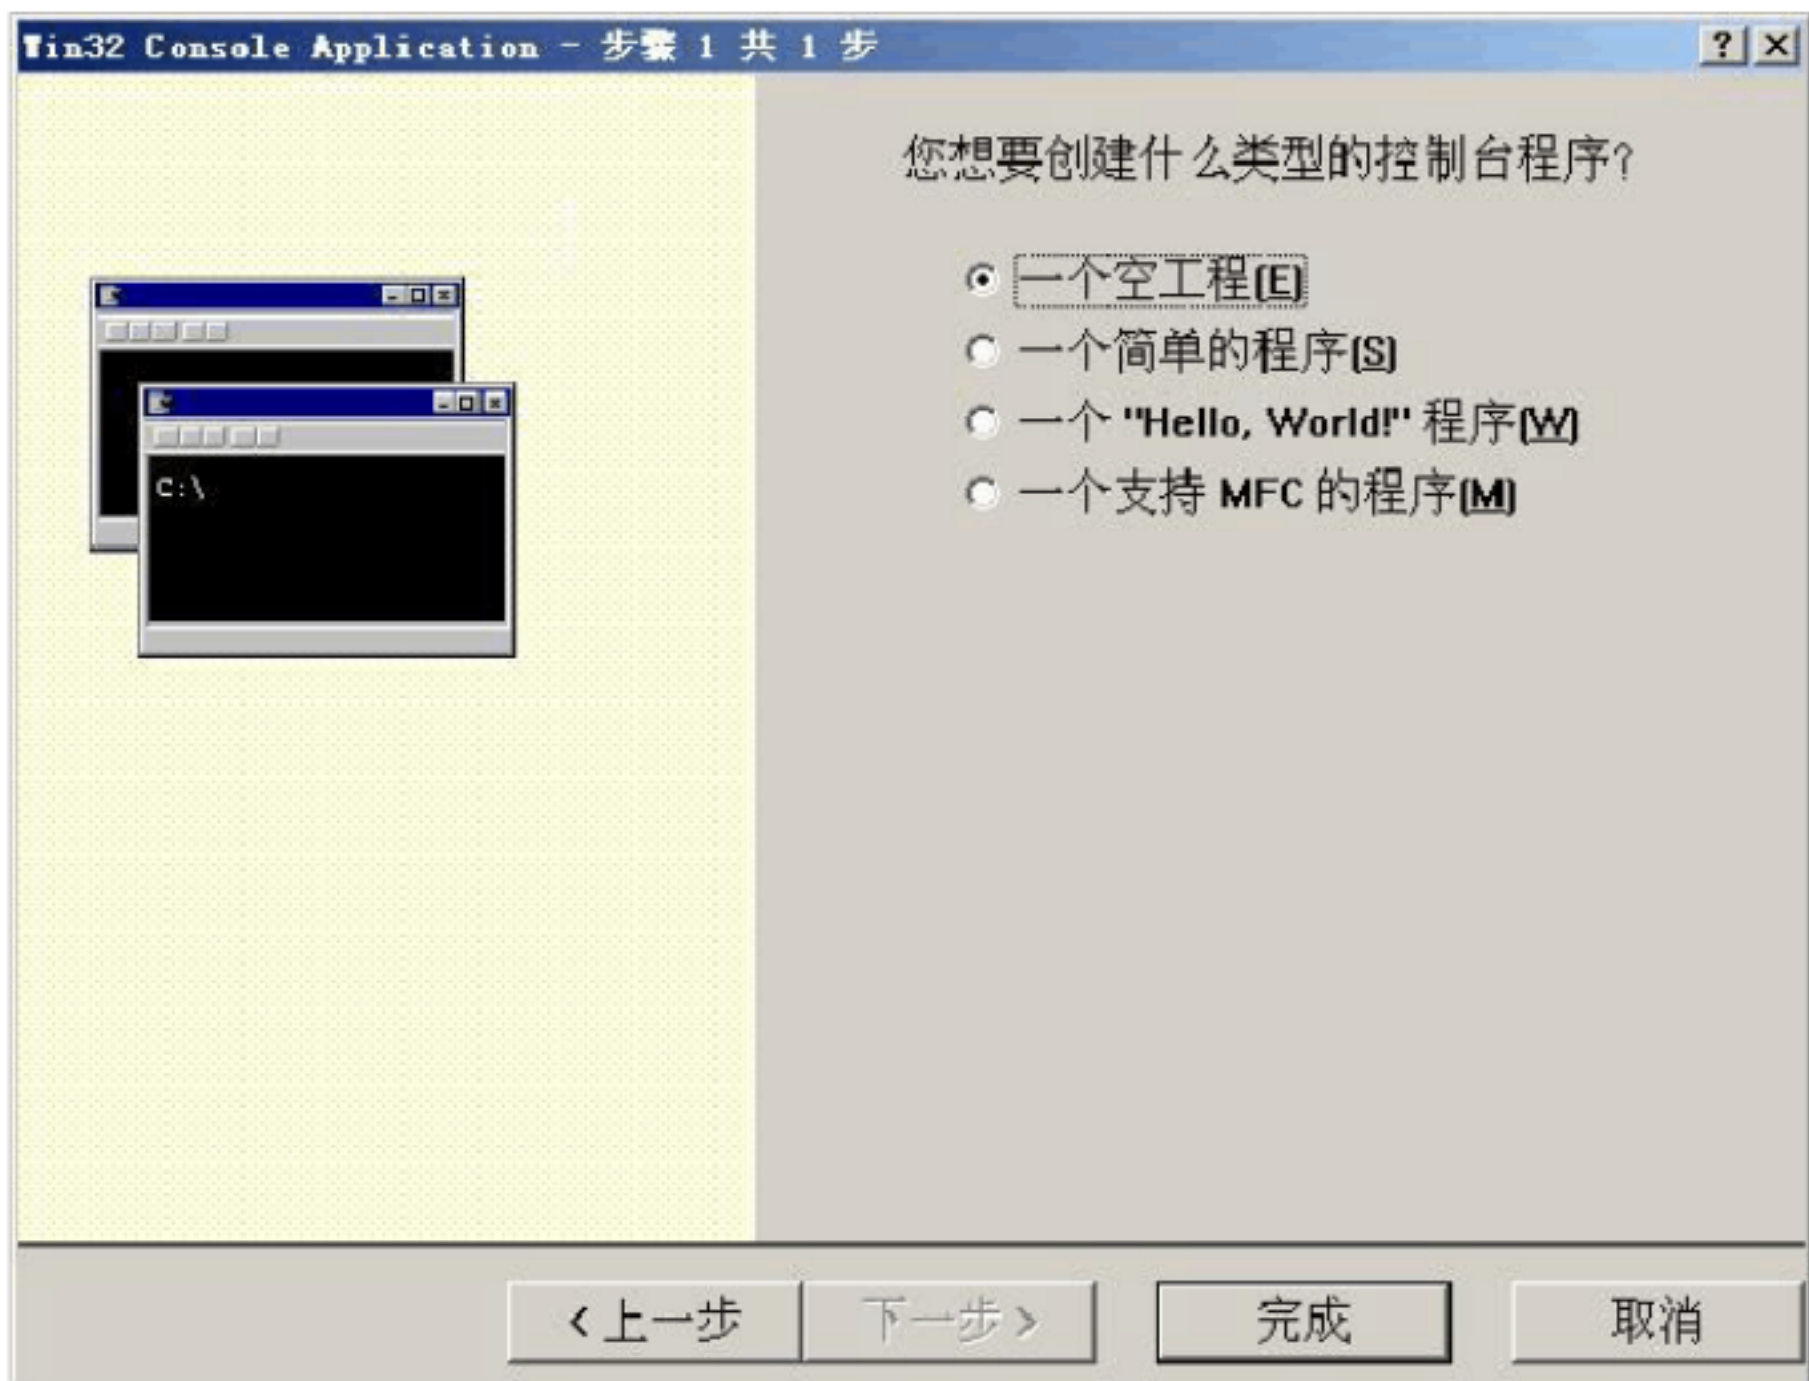 Win32 Console Application - 步骤 1 共 1 步
您想要创建什么类型的控制台程序?
一个空工程(E)
一个简单的程序(S)
一个 "Hello, World!" 程序(W)
一个支持 MFC 的程序(M)
C:\
<上一步 下一步> 完成 取消